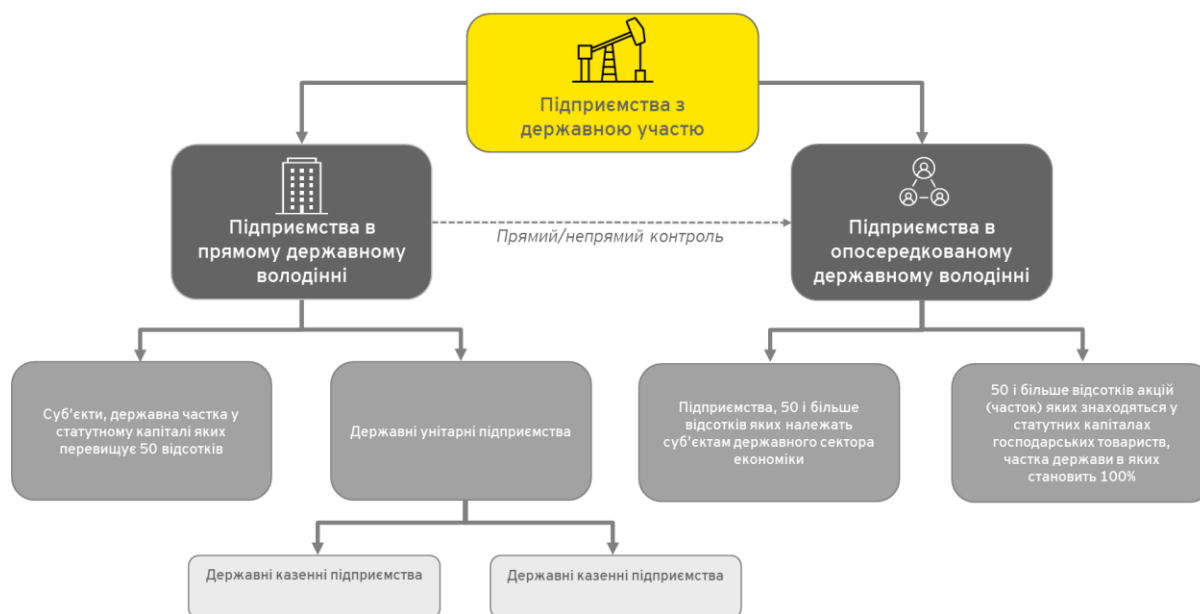 Підприємства з
державною участю
Підприємства в
прямому державному
володінні
Прямий/непрямий контроль
Підприємства в
опосередкованому
державному володінні
Суб'єкти, державна частка у
статутному капіталі яких
перевищує 50 відсотків
Державні унітарні підприємства
Підприємства, 50 і більше
відсотків яких належать
суб'єктам державного сектора
економіки
50 і більше відсотків акцій
(часток) яких знаходяться у
статутних капіталах
господарських товариств,
частка держави в яких
становить 100%
Державні казенні підприємства
Державні казенні підприємства